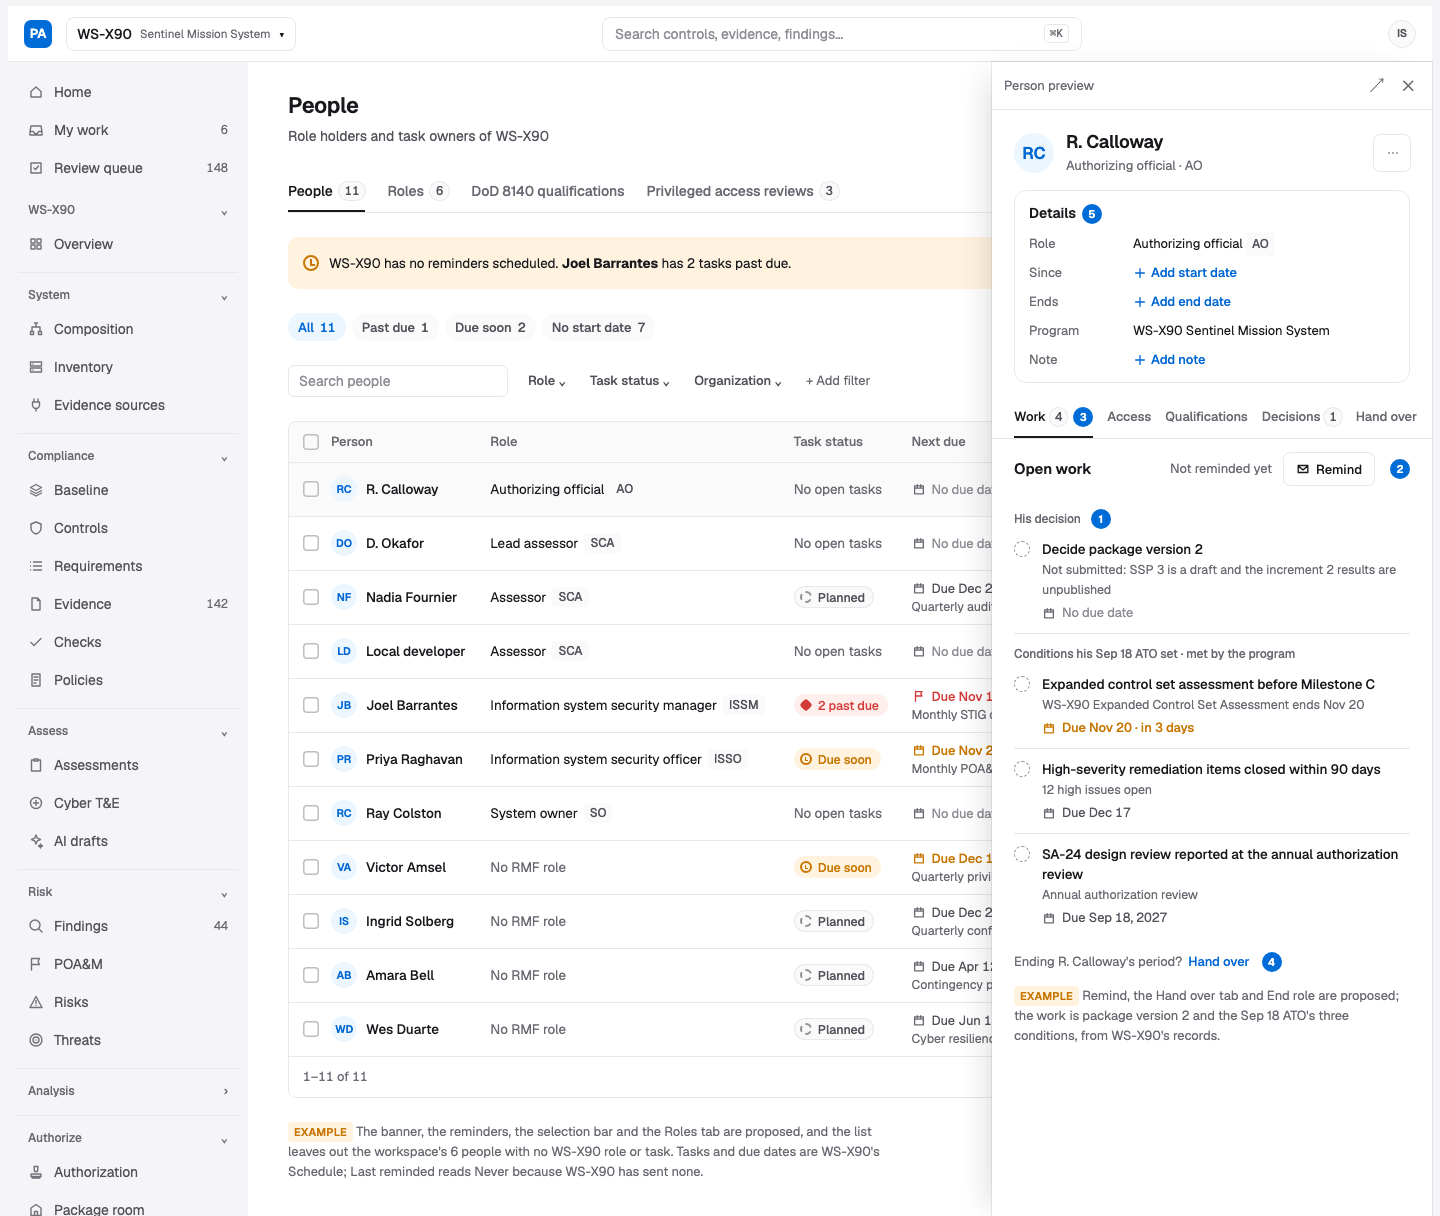 PA WS-X90 Sentinel Mission System
Search controls, evidence, findings... ⌘K
IS
Home
My work 6
Review queue 148
WS-X90
Overview
System
Composition
Inventory
Evidence sources
Compliance
Baseline
Controls
Requirements
Evidence 142
Checks
Policies
Assess
Assessments
Cyber T&E
AI drafts
Risk
Findings 44
POA&M
Risks
Threats
Analysis
Authorize
Authorization
Package room
People
Role holders and task owners of WS-X90
People 11 Roles 6 DoD 8140 qualifications Privileged access reviews 3
WS-X90 has no reminders scheduled. Joel Barrantes has 2 tasks past due.
All 11 Past due 1 Due soon 2 No start date 7
Search people Role Task status Organization + Add filter
Person Role Task status Next due
RC R. Calloway Authorizing official AO No open tasks No due da
DO D. Okafor Lead assessor SCA No open tasks No due da
NF Nadia Fournier Assessor SCA Planned Due Dec 2
Quarterly audi
LD Local developer Assessor SCA No open tasks No due da
JB Joel Barrantes Information system security manager ISSM 2 past due Due Nov 1
Monthly STIG
PR Priya Raghavan Information system security officer ISSO Due soon Due Nov 2
Monthly POA&
RC Ray Colston System owner SO No open tasks No due da
VA Victor Amsel No RMF role Due soon Due Dec 1
Quarterly privi
IS Ingrid Solberg No RMF role Planned Due Dec 2
Quarterly conf
AB Amara Bell No RMF role Planned Due Apr 12
Contingency p
WD Wes Duarte No RMF role Planned Due Jun 1
Cyber resilien
1–11 of 11
EXAMPLE The banner, the reminders, the selection bar and the Roles tab are proposed, and the list
leaves out the workspace's 6 people with no WS-X90 role or task. Tasks and due dates are WS-X90's
Schedule; Last reminded reads Never because WS-X90 has sent none.
Person preview
RC R. Calloway
Authorizing official · AO
Details 5
Role Authorizing official AO
Since + Add start date
Ends + Add end date
Program WS-X90 Sentinel Mission System
Note + Add note
Work 4 3 Access Qualifications Decisions 1 Hand over
Open work Not reminded yet Remind 2
His decision 1
Decide package version 2
Not submitted: SSP 3 is a draft and the increment 2 results are
unpublished
No due date
Conditions his Sep 18 ATO set · met by the program
Expanded control set assessment before Milestone C
WS-X90 Expanded Control Set Assessment ends Nov 20
Due Nov 20 · in 3 days
High-severity remediation items closed within 90 days
12 high issues open
Due Dec 17
SA-24 design review reported at the annual authorization
review
Annual authorization review
Due Sep 18, 2027
Ending R. Calloway's period? Hand over 4
EXAMPLE Remind, the Hand over tab and End role are proposed;
the work is package version 2 and the Sep 18 ATO's three
conditions, from WS-X90's records.